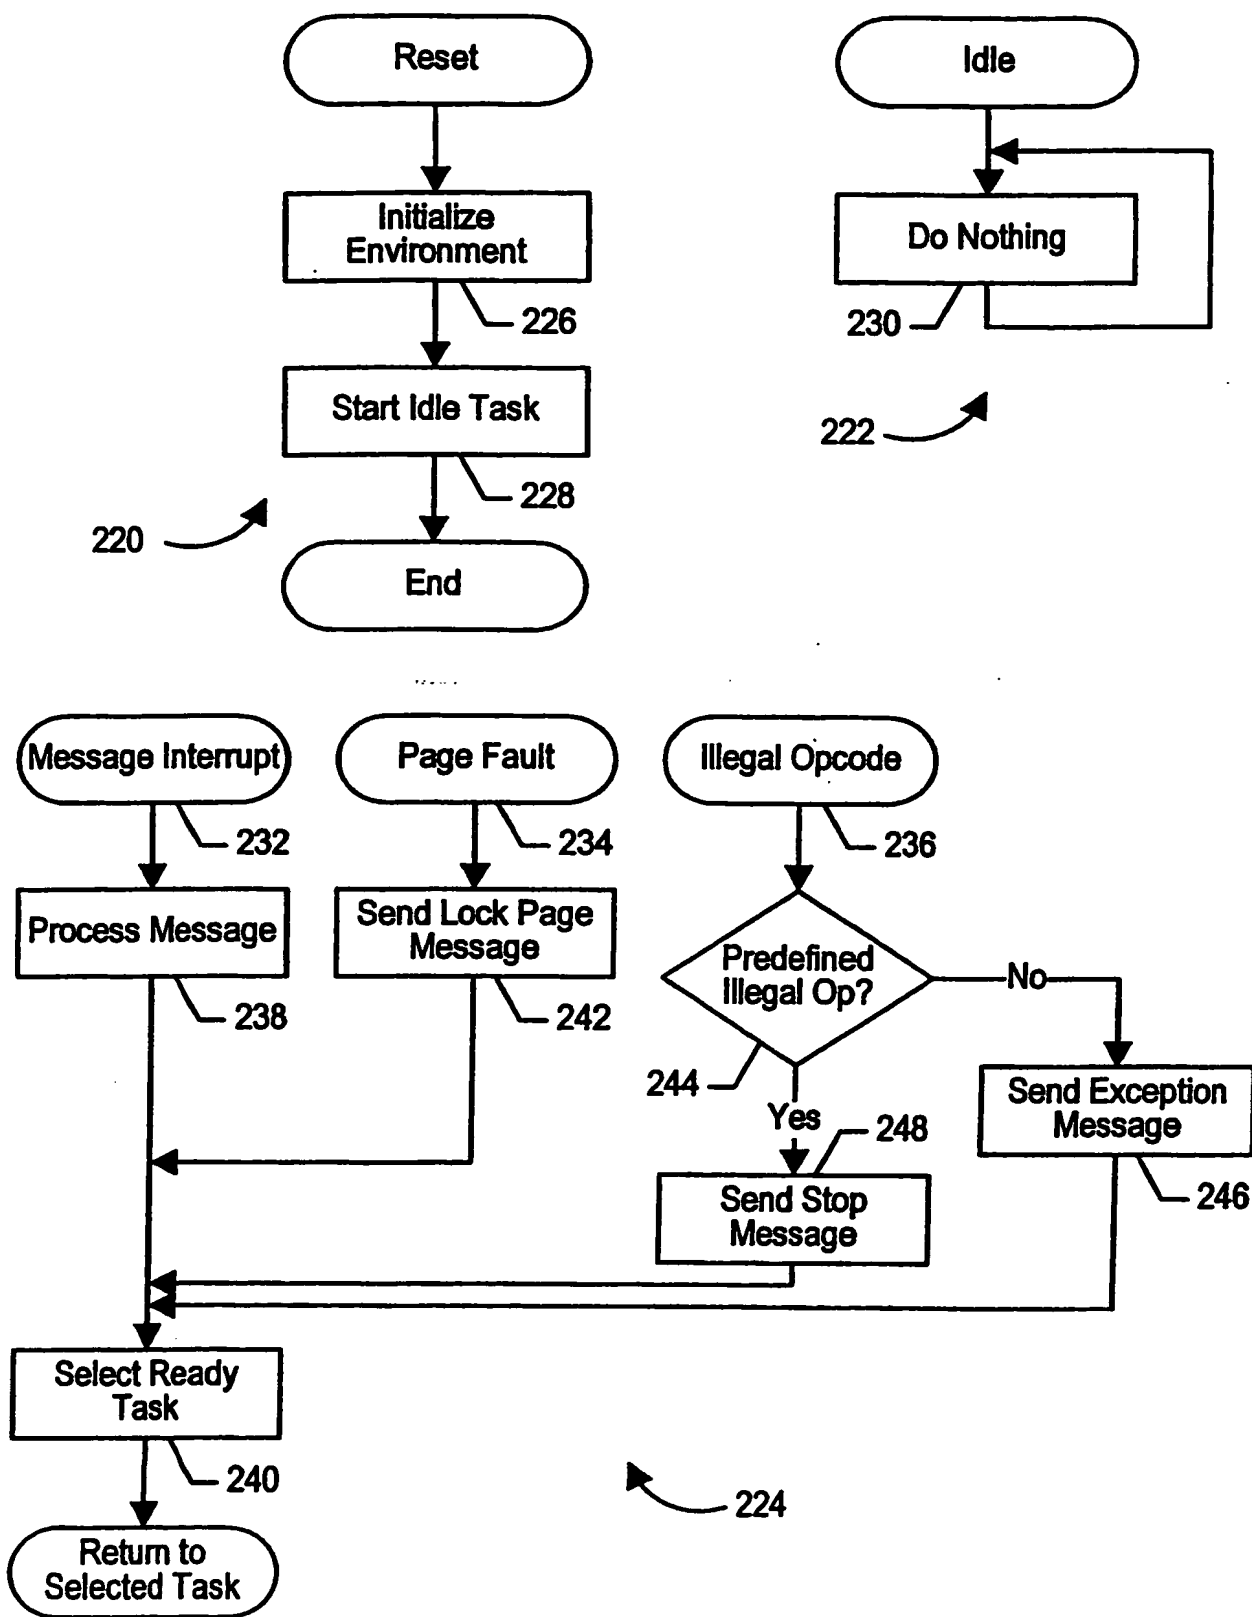 Reset
Initialize
Environment
226
Start Idle Task
228
220
End
Idle
Do Nothing
230
222
Message Interrupt
232
Process Message
238
Page Fault
234
Send Lock Page
Message
242
Illegal Opcode
236
Predefined
Illegal Op?
244
No
Yes
248
Send Exception
Message
246
Send Stop
Message
Select Ready
Task
240
224
Return to
Selected Task